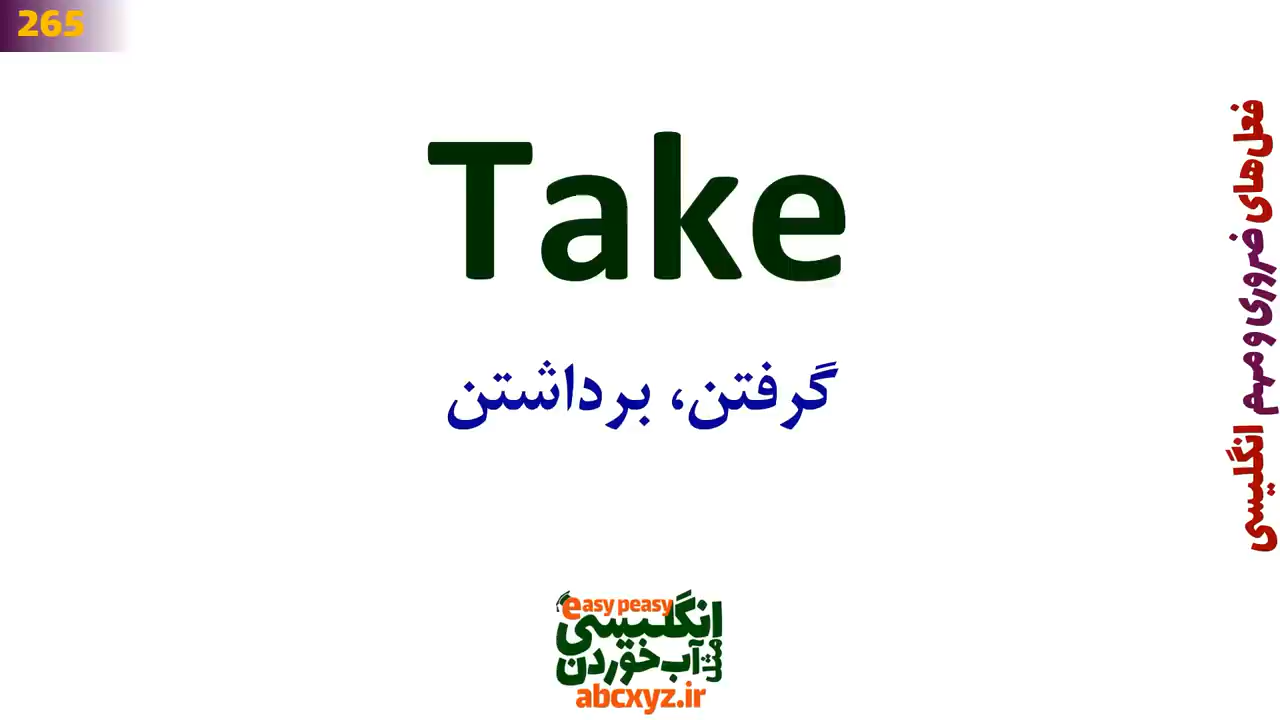 265
Take
گرفتن، برداشتن
فعل‌های ضروری و مهم انگلیسی
easy peasy
انگلیسی
مثل آب خوردن
abcxyz.ir